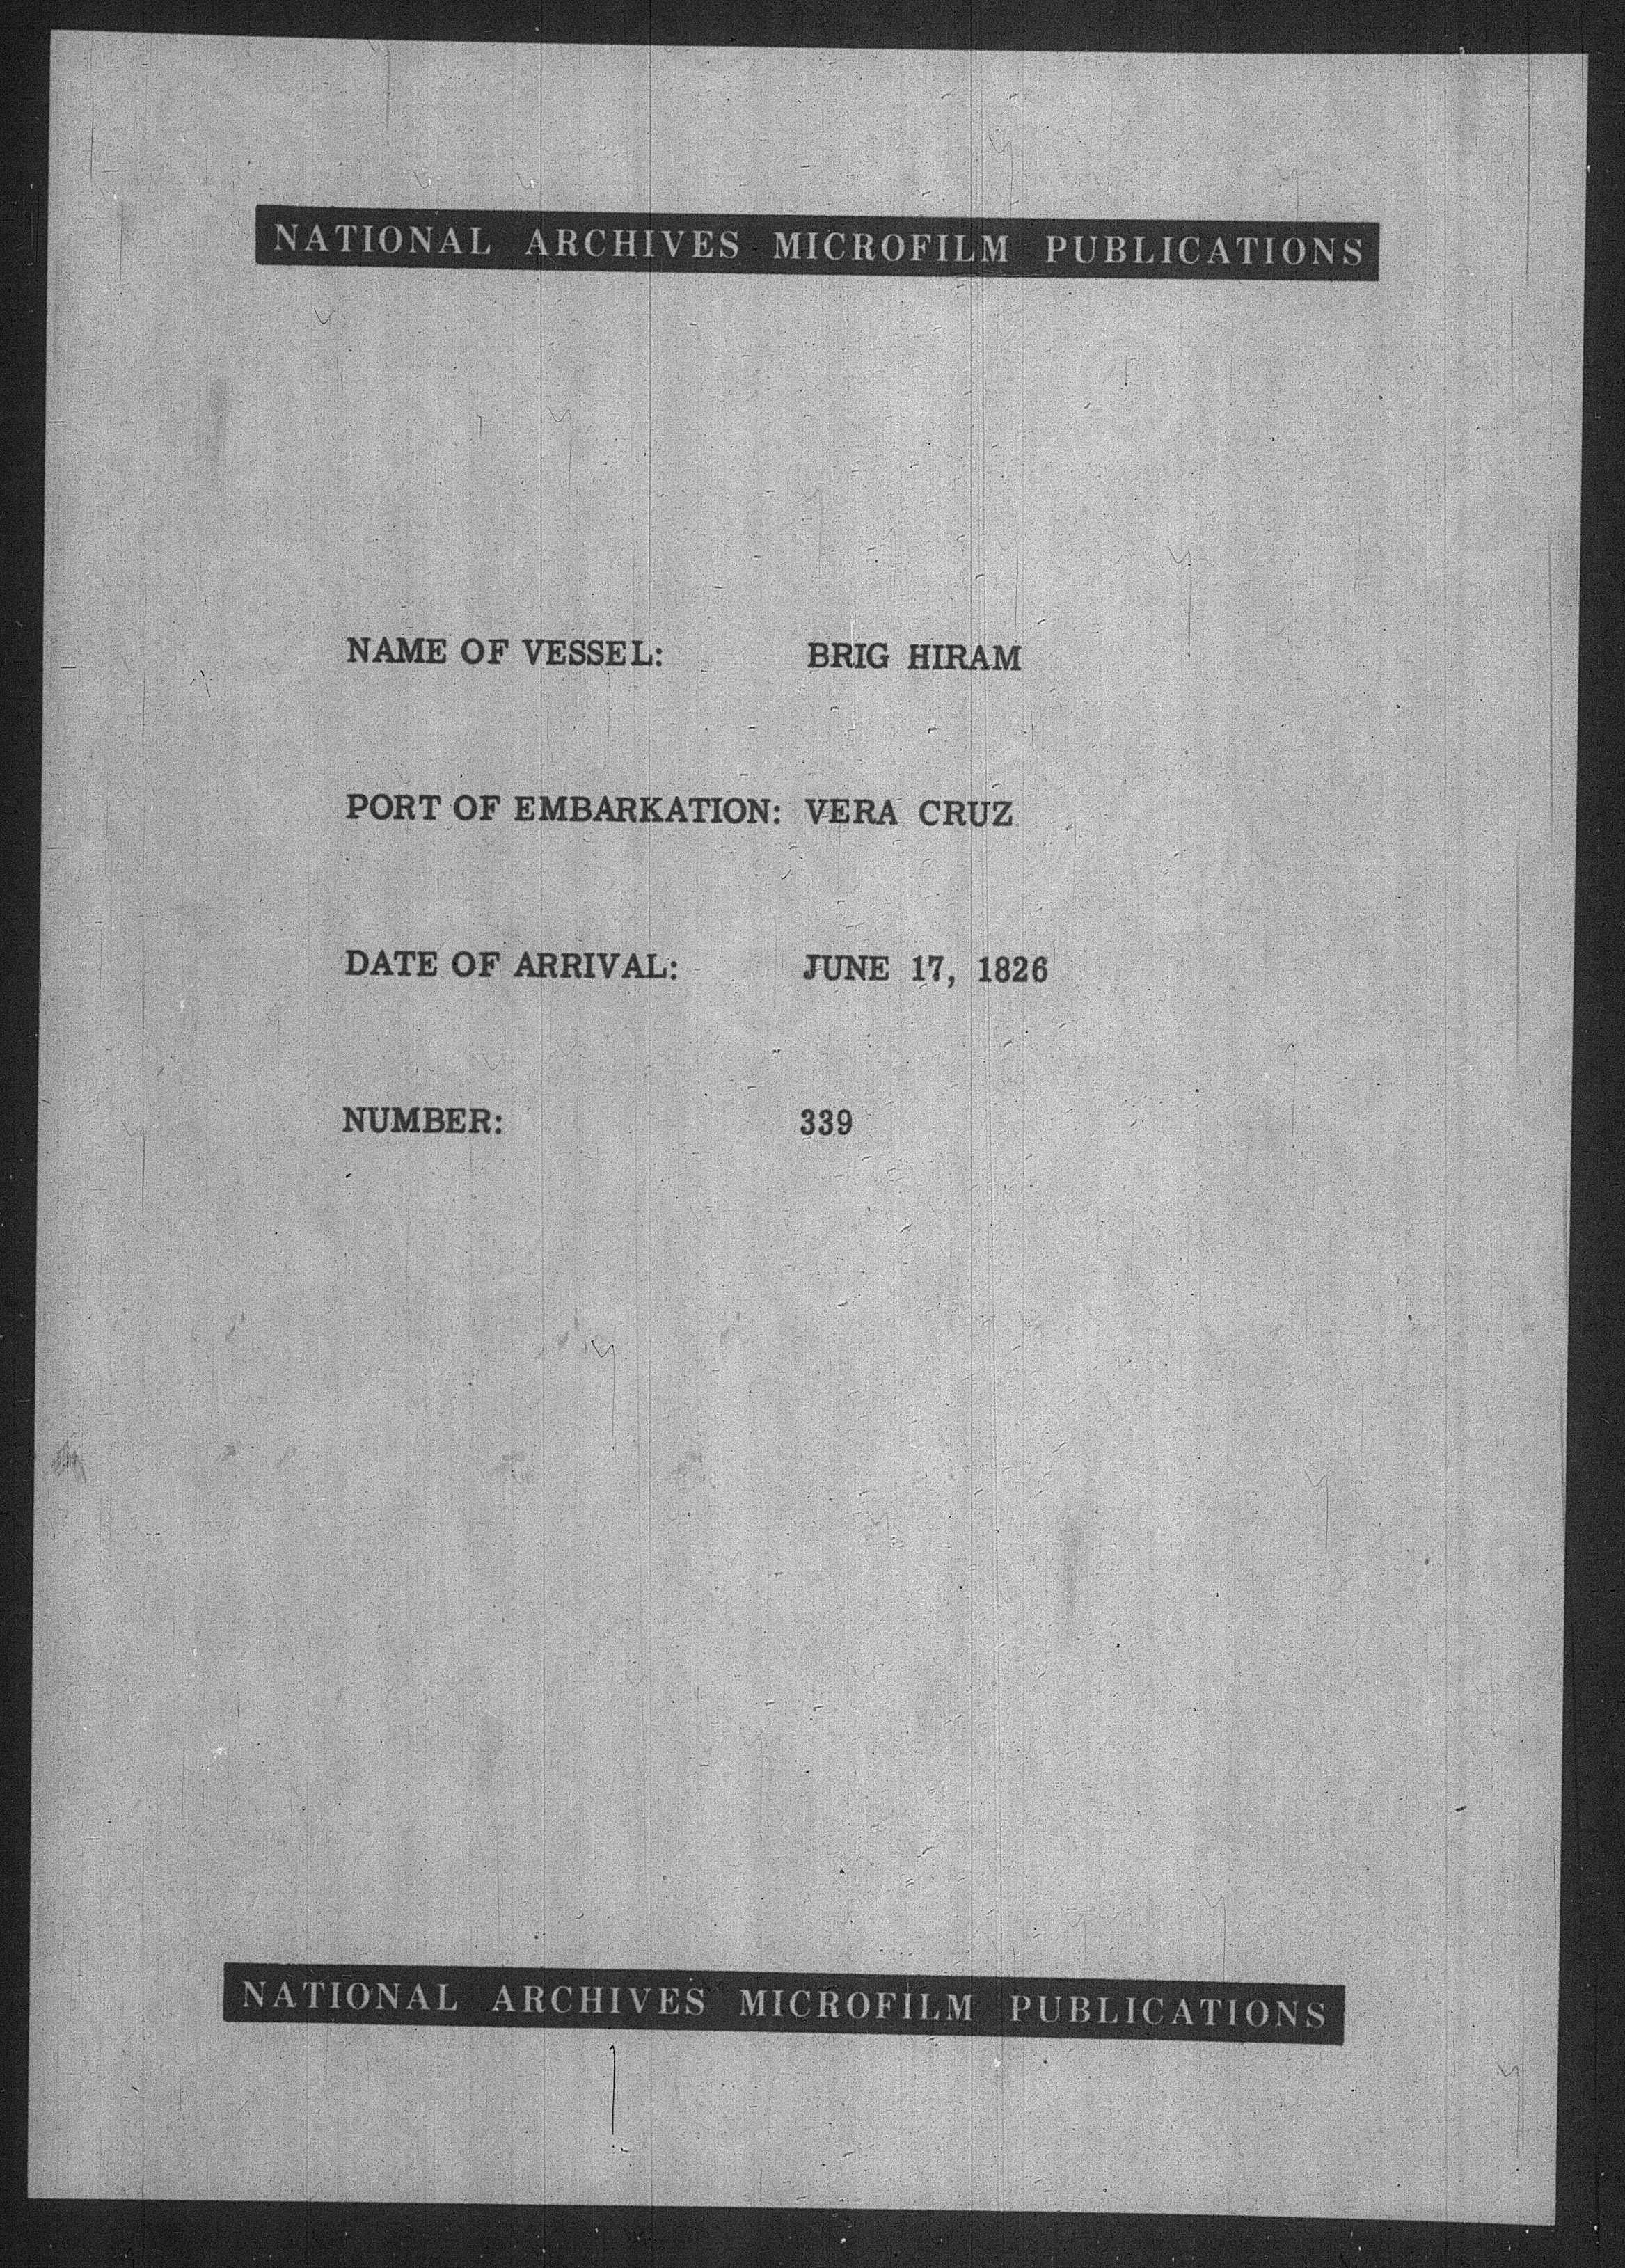 NATIONAL ARCHIVES MICROFILM PUBLICATIONS
NAME OF VESSEL: BRIG HIRAM
PORT OF EMBARKATION: VERA CRUZ
DATE OF ARRIVAL: JUNE 17, 1826
NUMBER: 339
NATIONAL ARCHIVES MICROFILM PUBLICATIONS